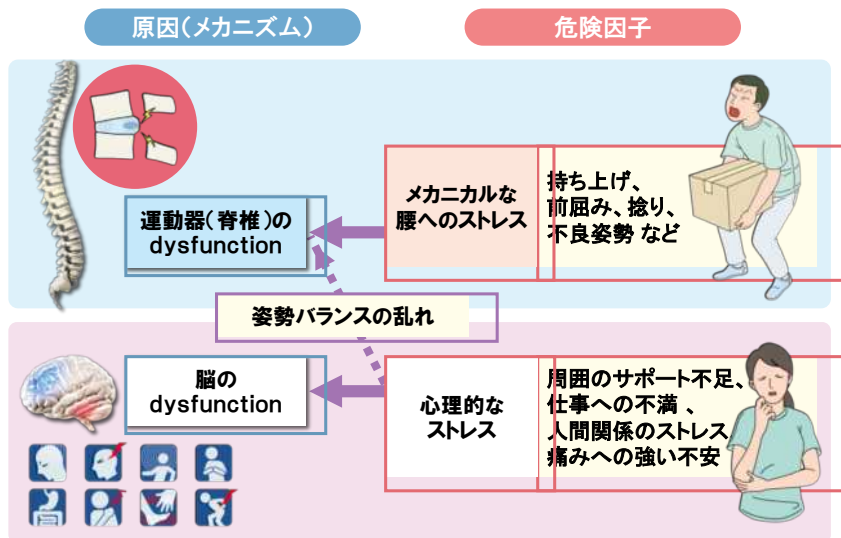 原因（メカニズム）
危険因子
運動器（脊椎）の
dysfunction
メカニカルな
腰へのストレス
持ち上げ、
前屈み、捻り、
不良姿勢 など
姿勢バランスの乱れ
脳の
dysfunction
心理的な
ストレス
周囲のサポート不足、
仕事への不満 、
人間関係のストレス
痛みへの強い不安